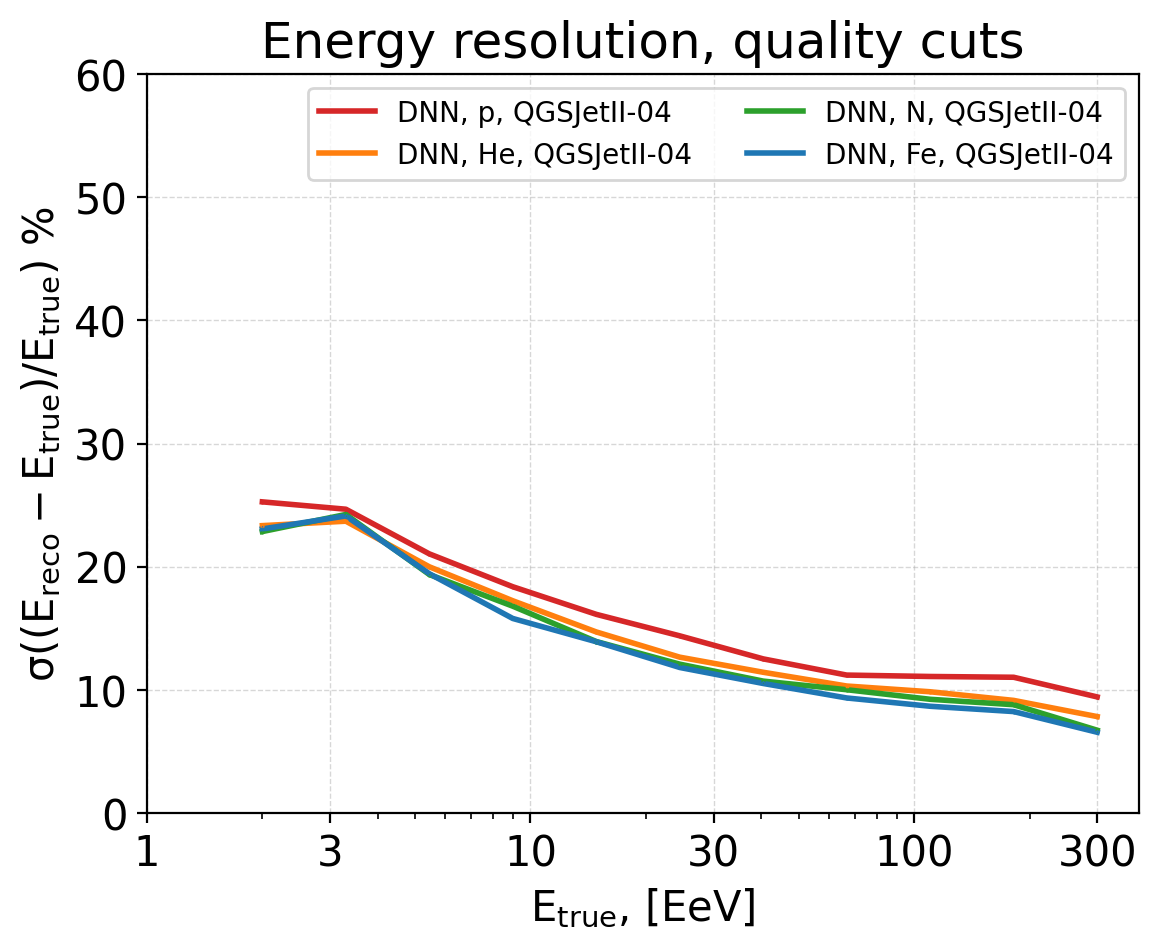 Energy resolution, quality cuts
60
50
40
30
20
10
0
σ((E_reco − E_true)/E_true) %
DNN, p, QGSJetII-04
DNN, He, QGSJetII-04
DNN, N, QGSJetII-04
DNN, Fe, QGSJetII-04
1 3 10 30 100 300
E_true, [EeV]